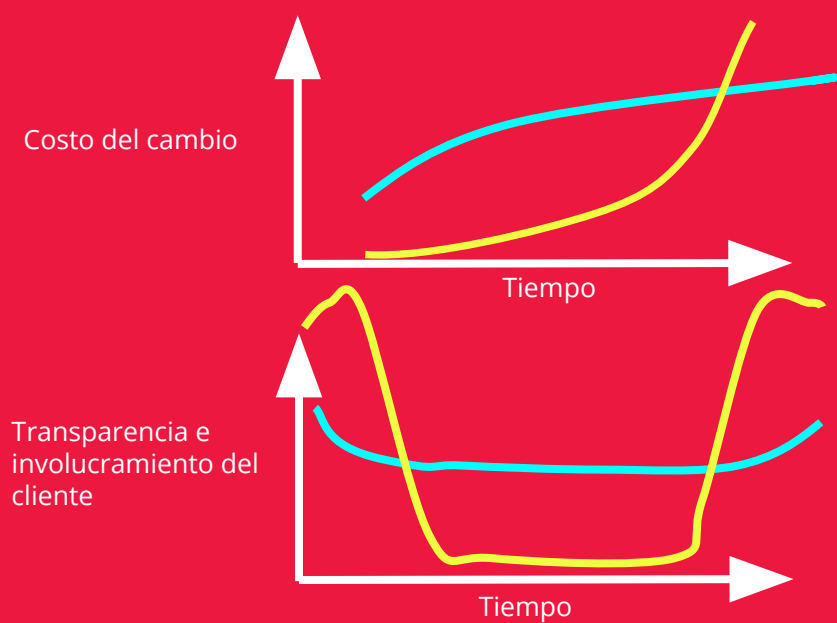 Costo del cambio
Tiempo
Transparencia e
involucramiento del
cliente
Tiempo